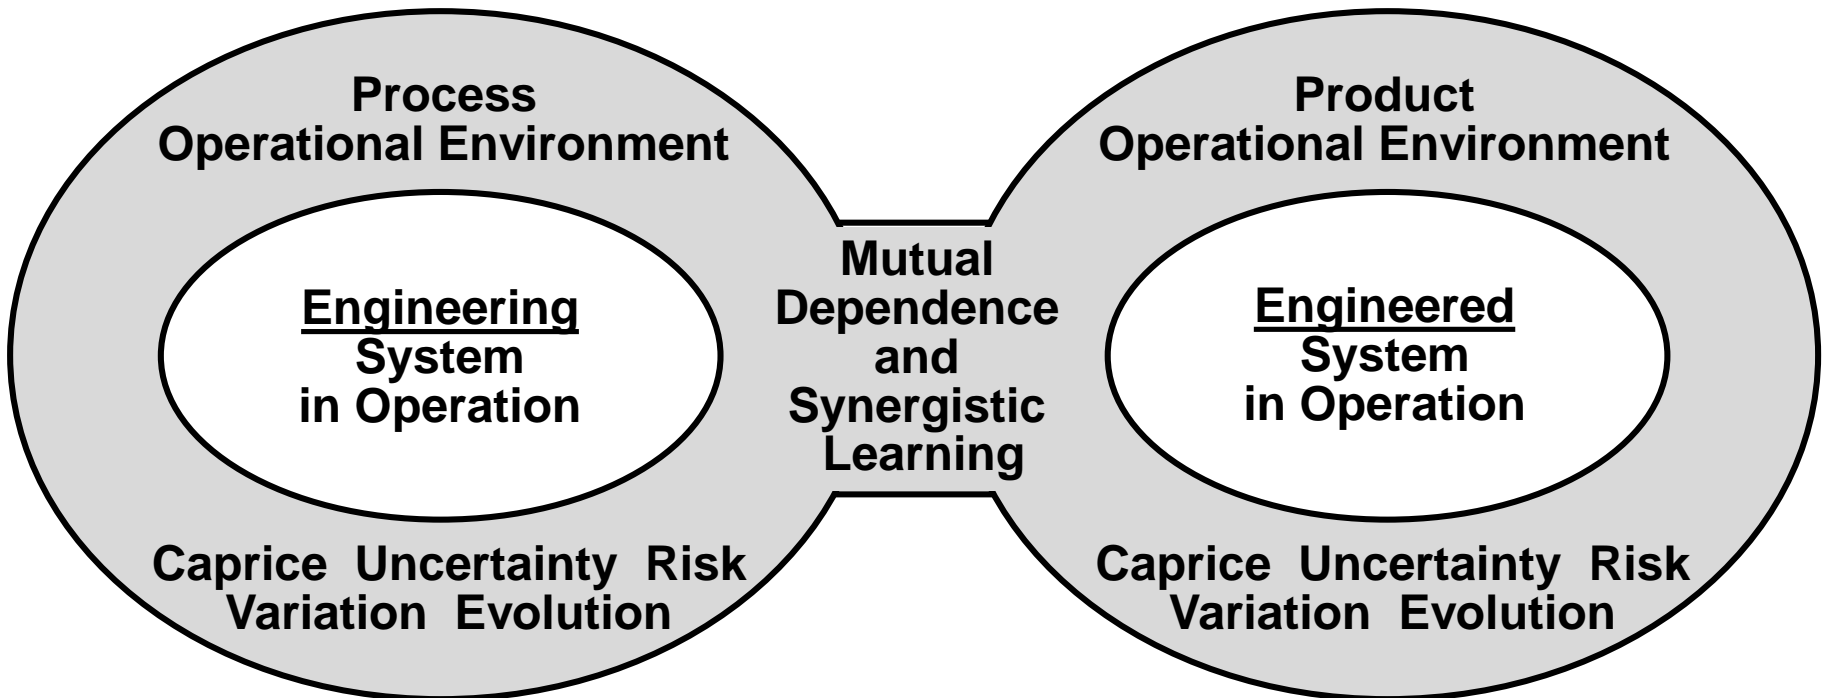 Process
Operational Environment
Engineering
System
in Operation
Caprice Uncertainty Risk
Variation Evolution
Mutual
Dependence
and
Synergistic
Learning
Product
Operational Environment
Engineered
System
in Operation
Caprice Uncertainty Risk
Variation Evolution